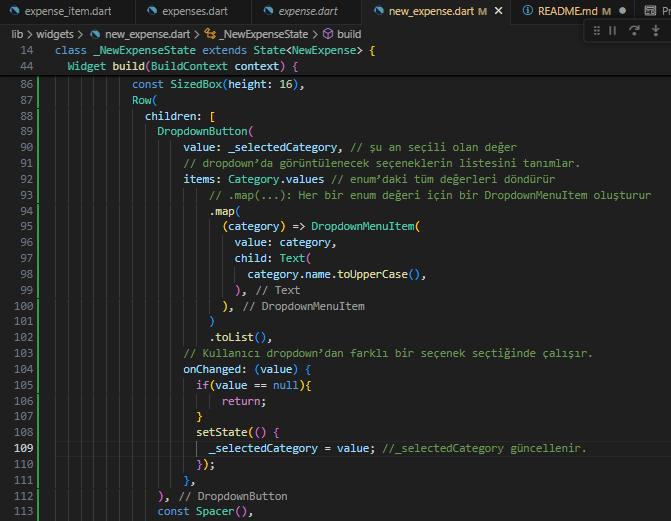 expense_item.dart expenses.dart expense.dart new_expense.dart M README.md M Pr
lib > widgets > new_expense.dart > _NewExpenseState > build
14 class _NewExpenseState extends State<NewExpense> {
44 Widget build(BuildContext context) {
86 const SizedBox(height: 16),
87 Row(
88 children: [
89 DropdownButton(
90 value: _selectedCategory, // şu an seçili olan değer
91 // dropdown’da görüntülenecek seçeneklerin listesini tanımlar.
92 items: Category.values // enum’daki tüm değerleri döndürür
93 // .map(...): Her bir enum değeri için bir DropdownMenuItem oluşturur
94 .map(
95 (category) => DropdownMenuItem(
96 value: category,
97 child: Text(
98 category.name.toUpperCase(),
99 ), // Text
100 ), // DropdownMenuItem
101 )
102 .toList(),
103 // Kullanıcı dropdown’dan farklı bir seçenek seçtiğinde çalışır.
104 onChanged: (value) {
105 if(value == null){
106 return;
107 }
108 setState(() {
109 _selectedCategory = value; //_selectedCategory güncellenir.
110 });
111 },
112 ), // DropdownButton
113 const Spacer(),